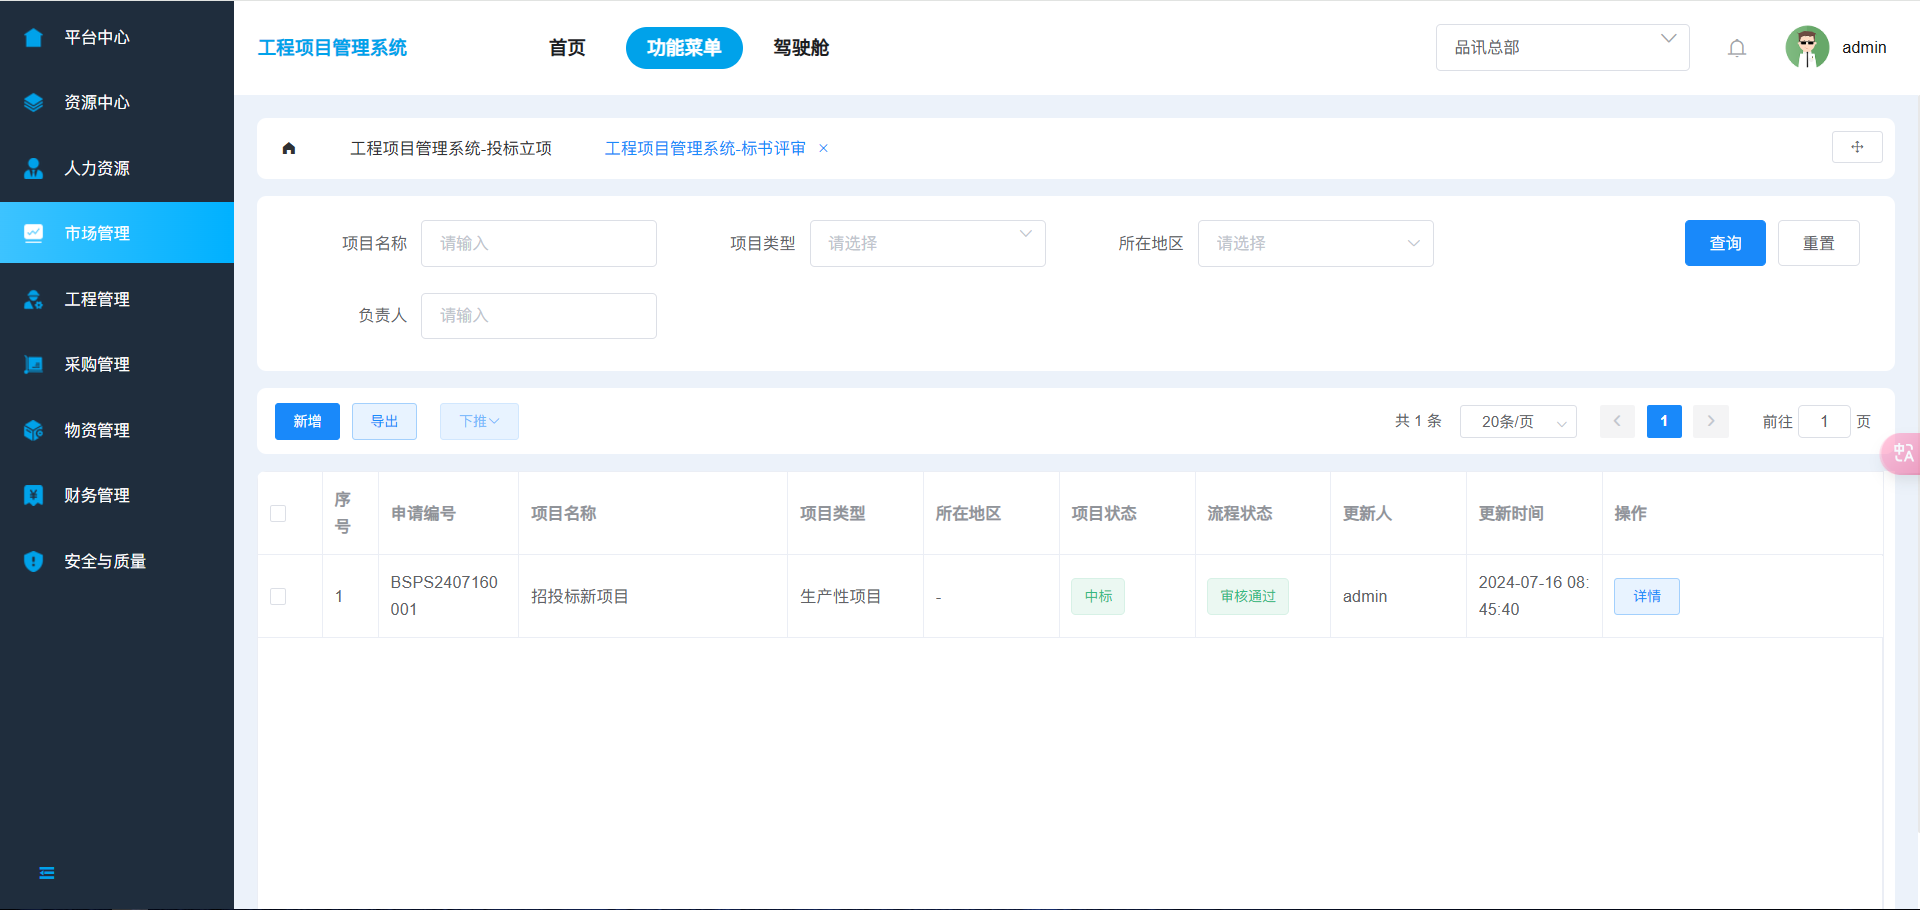 平台中心
资源中心
人力资源
市场管理
工程管理
采购管理
物资管理
财务管理
安全与质量
工程项目管理系统 首页 功能菜单 驾驶舱 品讯总部 admin
工程项目管理系统-投标立项 工程项目管理系统-标书评审
项目名称 请输入 项目类型 请选择 所在地区 请选择 查询 重置
负责人 请输入
新增 导出 下推 共 1 条 20条/页 1 前往 1 页
中A
序号 申请编号 项目名称 项目类型 所在地区 项目状态 流程状态 更新人 更新时间 操作
1 BSPS2407160001 招投标新项目 生产性项目 - 中标 审核通过 admin 2024-07-16 08:45:40 详情